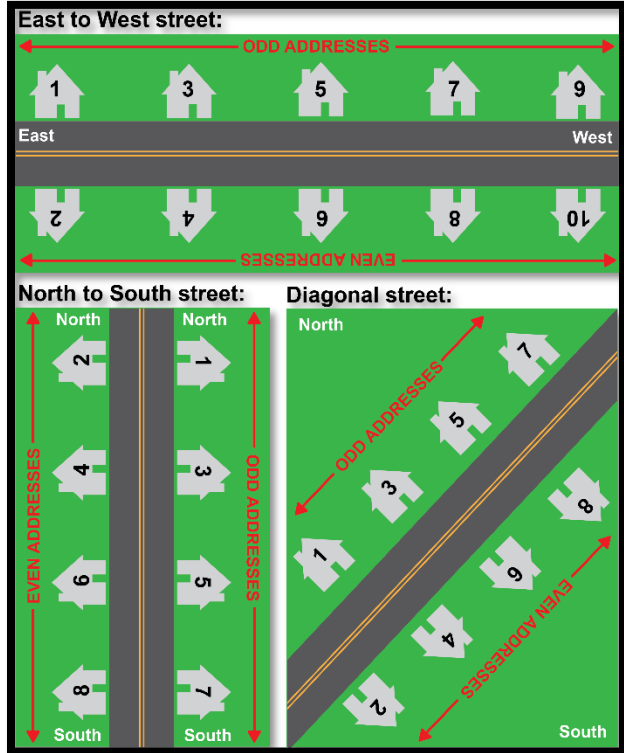 East to West street:
ODD ADDRESSES
1 3 5 7 9
East West
2 4 6 8 10
EVEN ADDRESSES
North to South street:
North North
2 1
4 3
6 5
8 7
South South
EVEN ADDRESSES
ODD ADDRESSES
Diagonal street:
North
ODD ADDRESSES
7
5
3
1
8
6
4
2
EVEN ADDRESSES
South